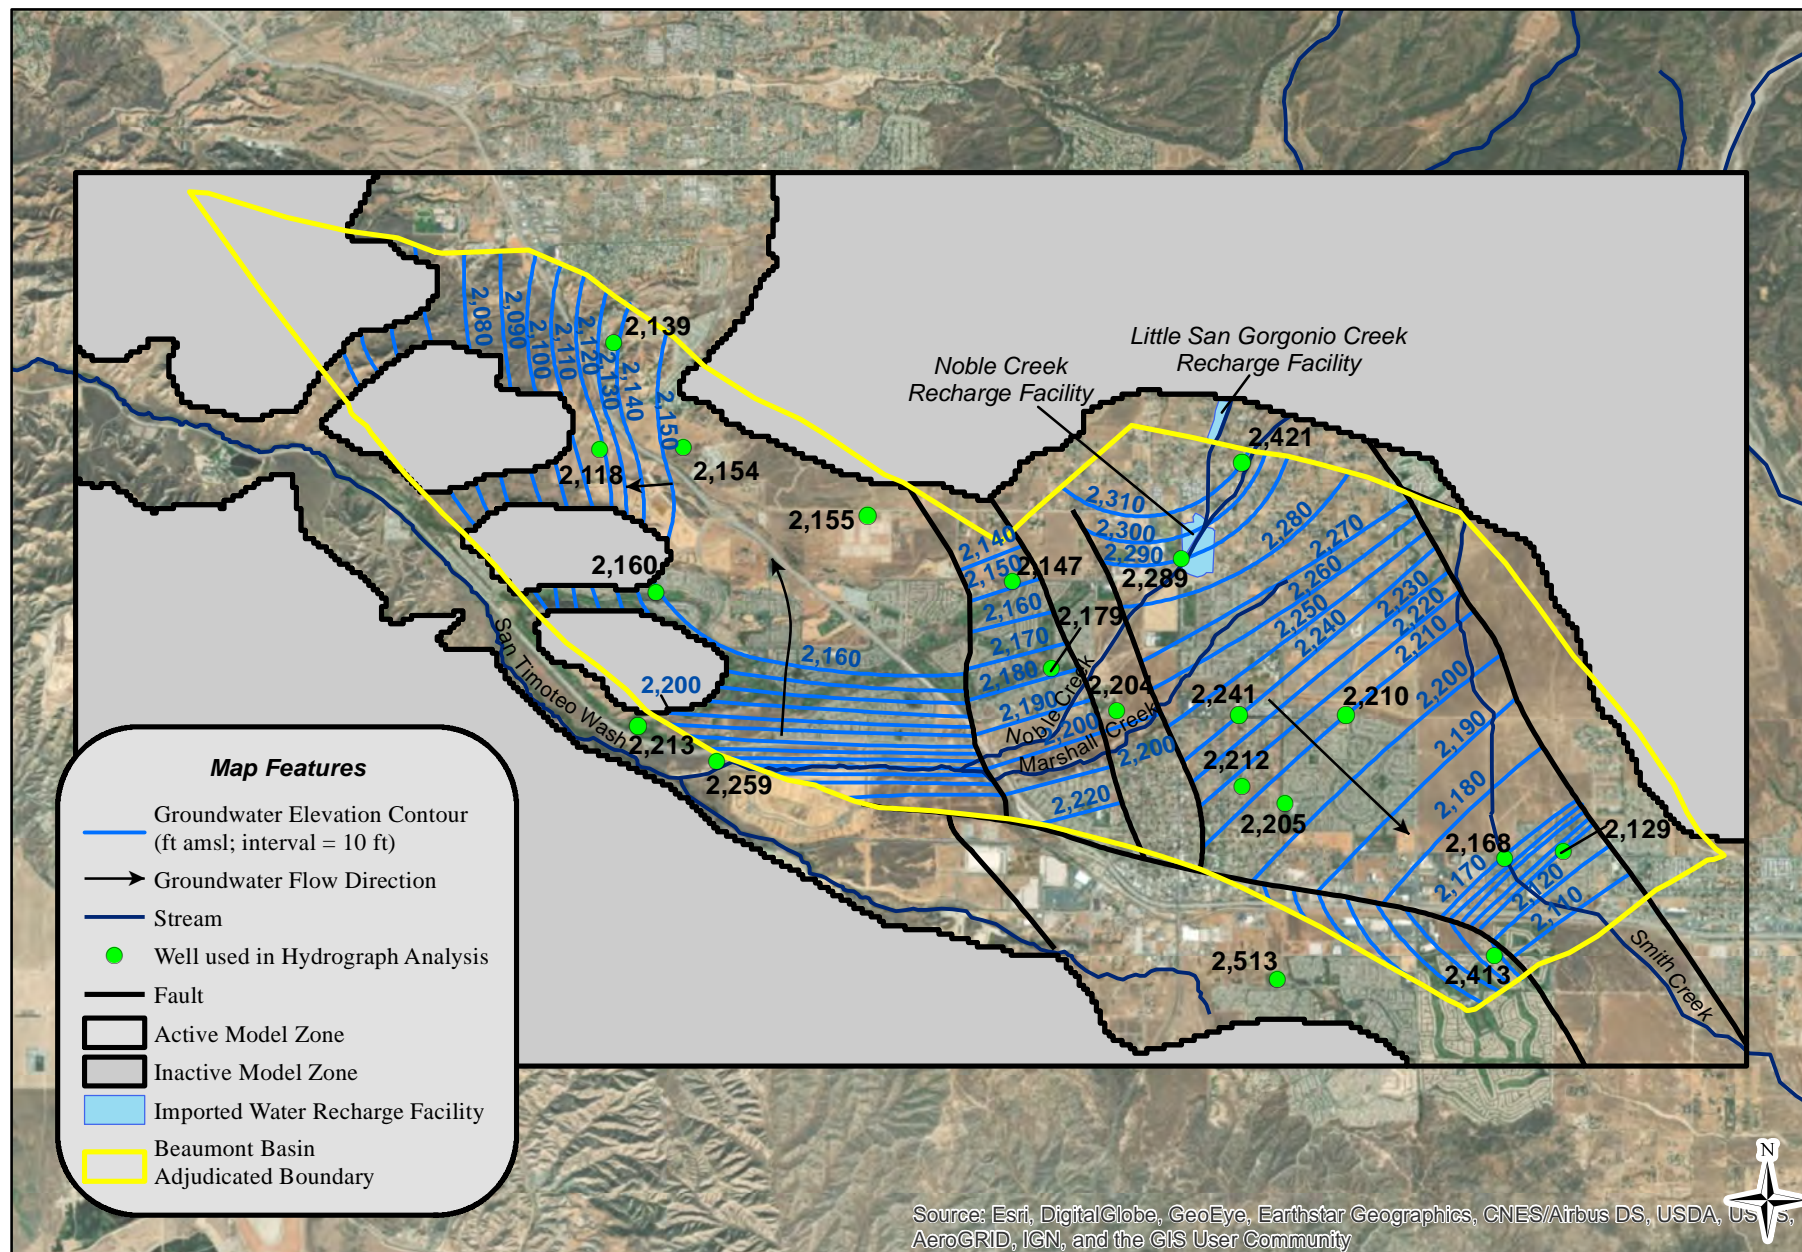 2,139
Little San Gorgonio Creek
Recharge Facility
Noble Creek
Recharge Facility
2,080
2,090
2,100
2,110
2,120
2,130
2,140
2,150
2,118
2,154
2,155
2,160
2,421
2,310
2,300
2,290
2,289
2,280
2,270
2,260
2,250
2,240
2,230
2,220
2,210
2,200
2,190
2,180
2,170
2,120
2,110
2,140
2,150
2,147
2,160
2,170
2,179
2,180
2,190
2,200
2,204
2,200
2,220
2,160
2,200
2,213
2,259
2,241
2,210
2,212
2,205
2,168
2,129
2,413
2,513
San Timoteo Wash
Noble Creek
Marshall Creek
Smith Creek
Map Features
Groundwater Elevation Contour
(ft amsl; interval = 10 ft)
Groundwater Flow Direction
Stream
Well used in Hydrograph Analysis
Fault
Active Model Zone
Inactive Model Zone
Imported Water Recharge Facility
Beaumont Basin
Adjudicated Boundary
N
Source: Esri, DigitalGlobe, GeoEye, Earthstar Geographics, CNES/Airbus DS, USDA,
AeroGRID, IGN, and the GIS User Community